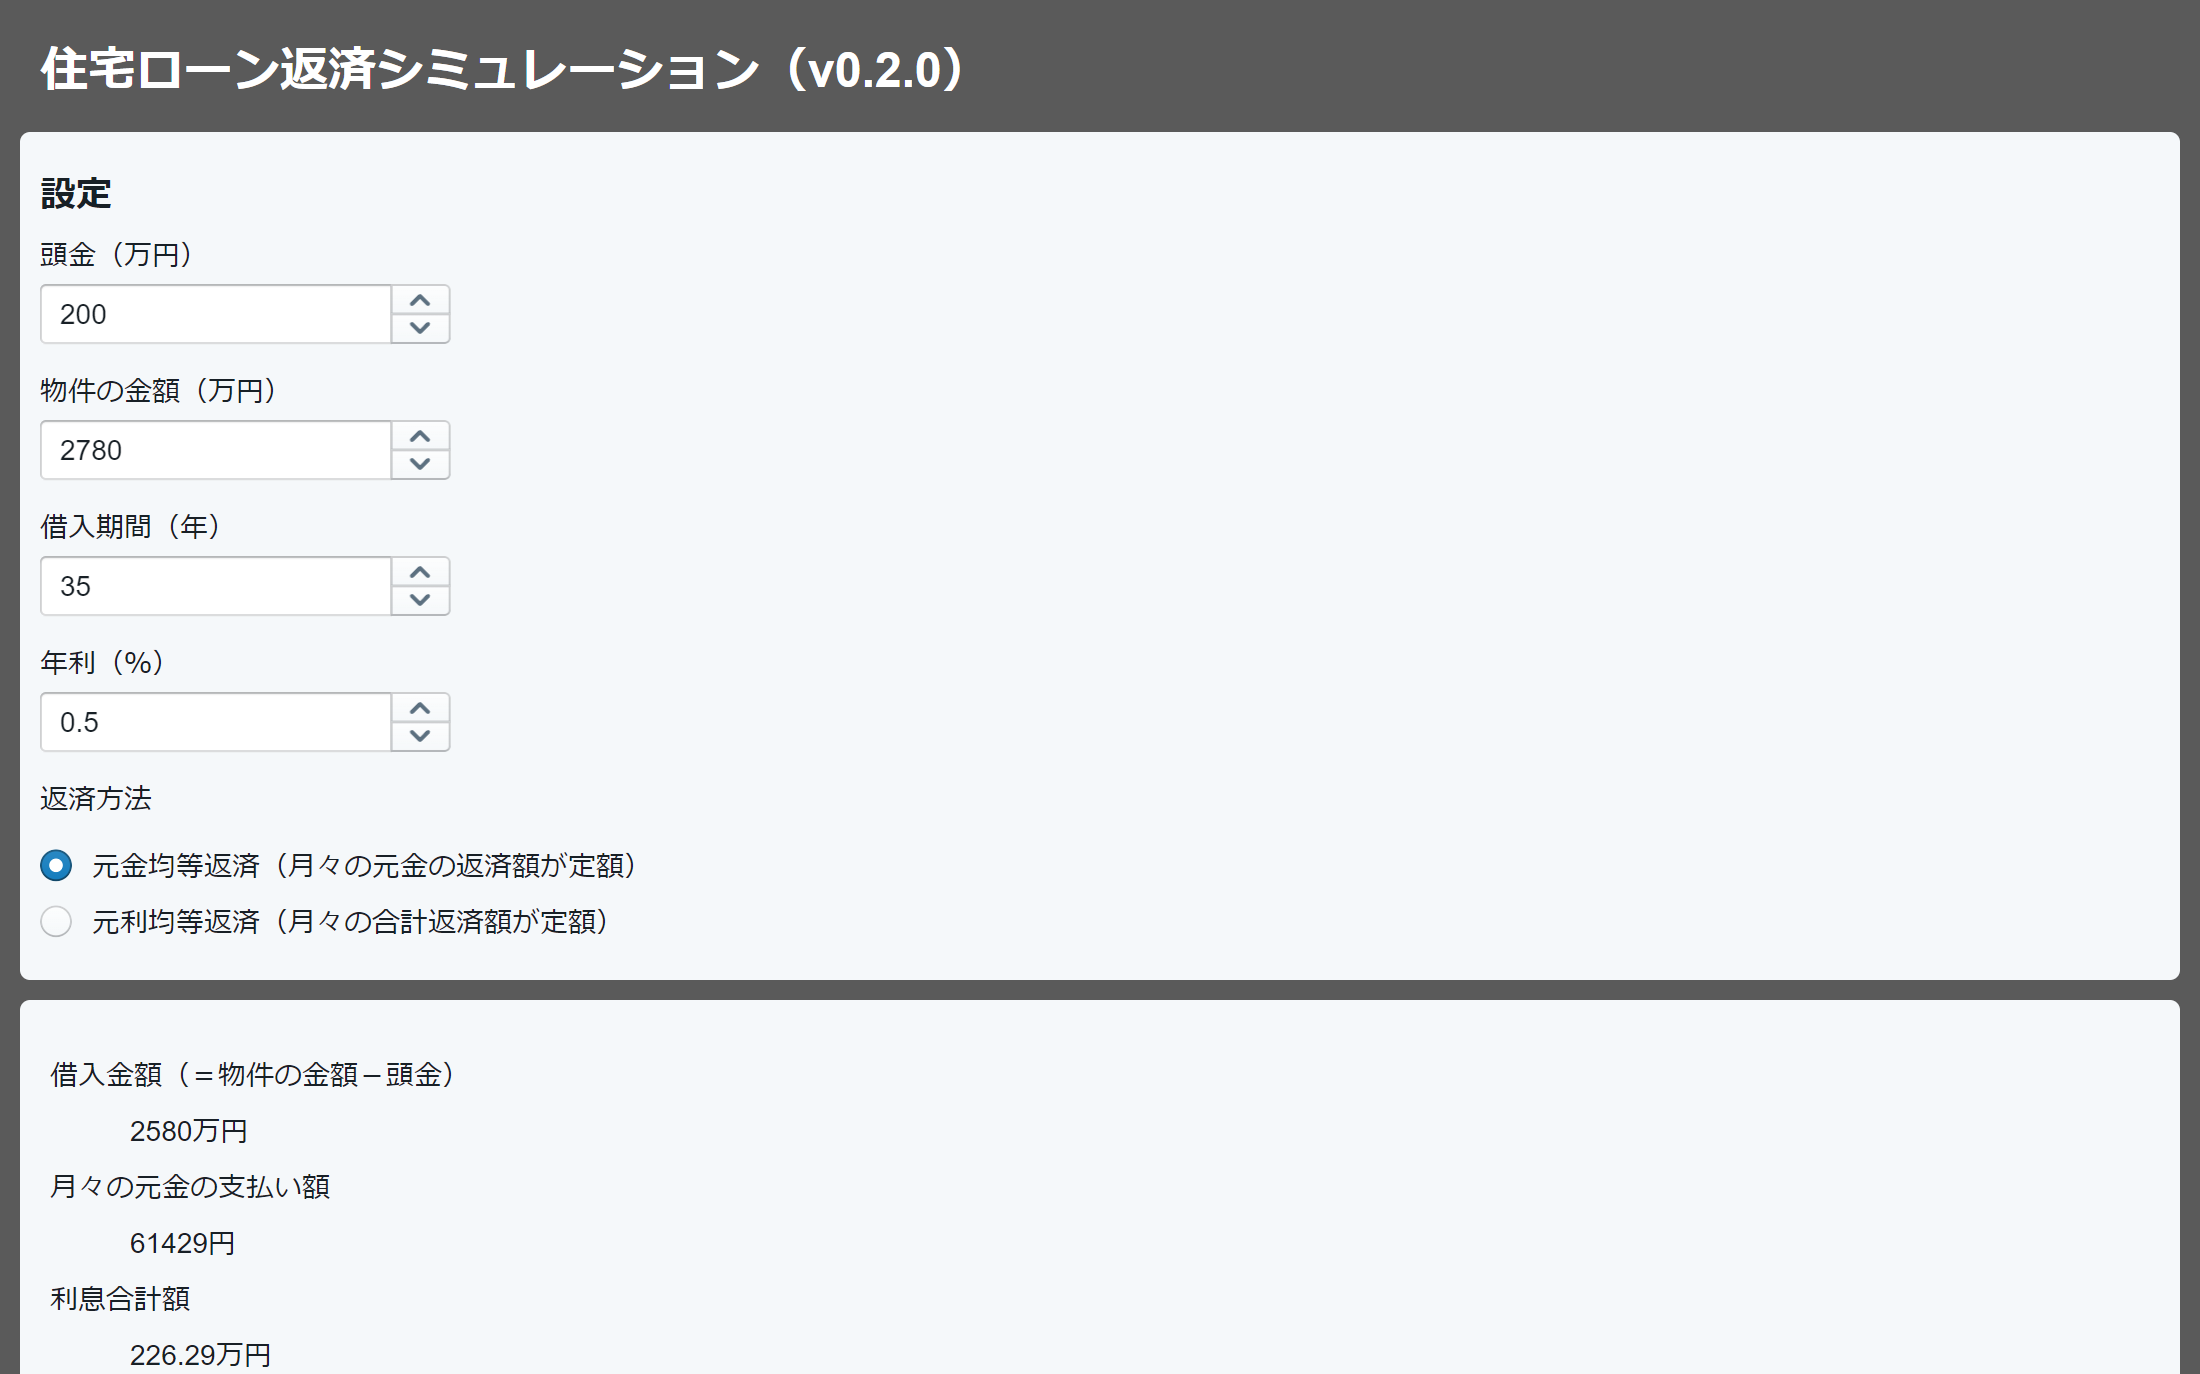 住宅ローン返済シミュレーション（v0.2.0）
設定
頭金（万円）
200
物件の金額（万円）
2780
借入期間（年）
35
年利（%）
0.5
返済方法
元金均等返済（月々の元金の返済額が定額）
元利均等返済（月々の合計返済額が定額）
借入金額（＝物件の金額－頭金）
2580万円
月々の元金の支払い額
61429円
利息合計額
226.29万円